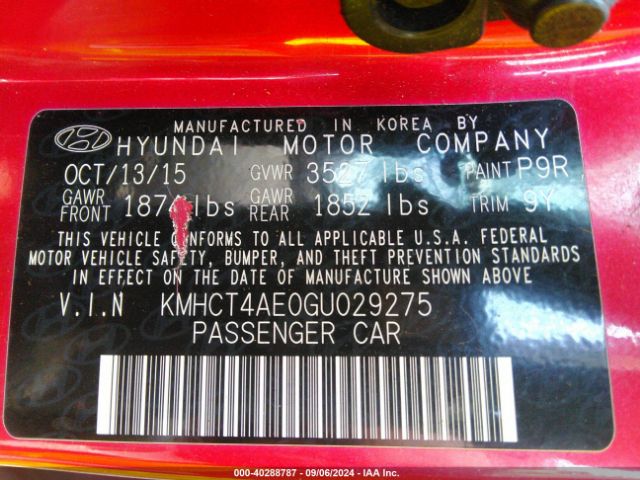 MANUFACTURED IN KOREA BY
HYUNDAI MOTOR COMPANY
OCT/13/15 GVWR 3527 lbs PAINT P9R
GAWR FRONT lbs GAWR REAR 1852 lbs TRIM 9Y
THIS VEHICLE CONFORMS TO ALL APPLICABLE U.S.A. FEDERAL
MOTOR VEHICLE SAFETY, BUMPER, AND THEFT PREVENTION STANDARDS
IN EFFECT ON THE DATE OF MANUFACTURE SHOWN ABOVE.
V.I.N KMHCT4AE0GU029275
PASSENGER CAR
000-40288787 - 09/06/2024 - IAA Inc.